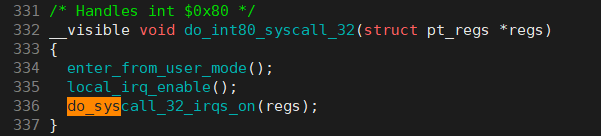 331 /* Handles int $0x80 */
332 __visible void do_int80_syscall_32(struct pt_regs *regs)
333 {
334   enter_from_user_mode();
335   local_irq_enable();
336   do_syscall_32_irqs_on(regs);
337 }